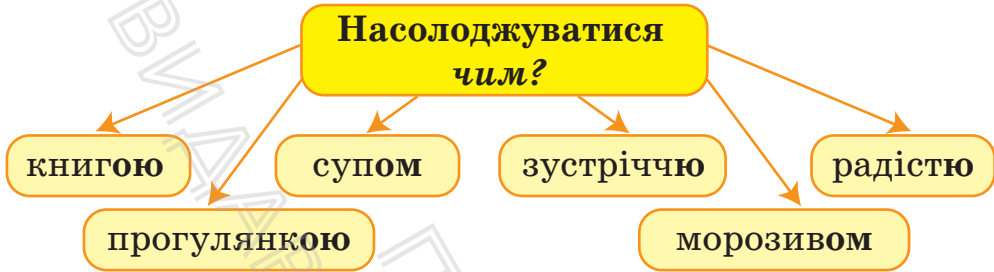 Насолоджуватися
чим?
книгою супом зустріччю радістю
прогулянкою морозивом